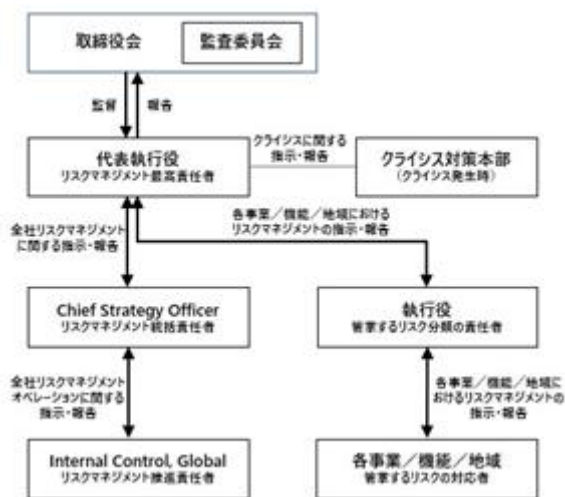 取締役会
監査委員会
監督
報告
代表執行役
リスクマネジメント最高責任者
クライシスに関する
指示・報告
クライシス対策本部
(クライシス発生時)
全社リスクマネジメント
に関する指示・報告
各事業／機能／地域における
リスクマネジメントの指示・報告
Chief Strategy Officer
リスクマネジメント統括責任者
執行役
管掌するリスク分類の責任者
全社リスクマネジメント
オペレーションに関する
指示・報告
各事業／機能／地域に
おけるリスクマネジメントの
指示・報告
Internal Control, Global
リスクマネジメント推進責任者
各事業／機能／地域
管掌するリスクの対応者